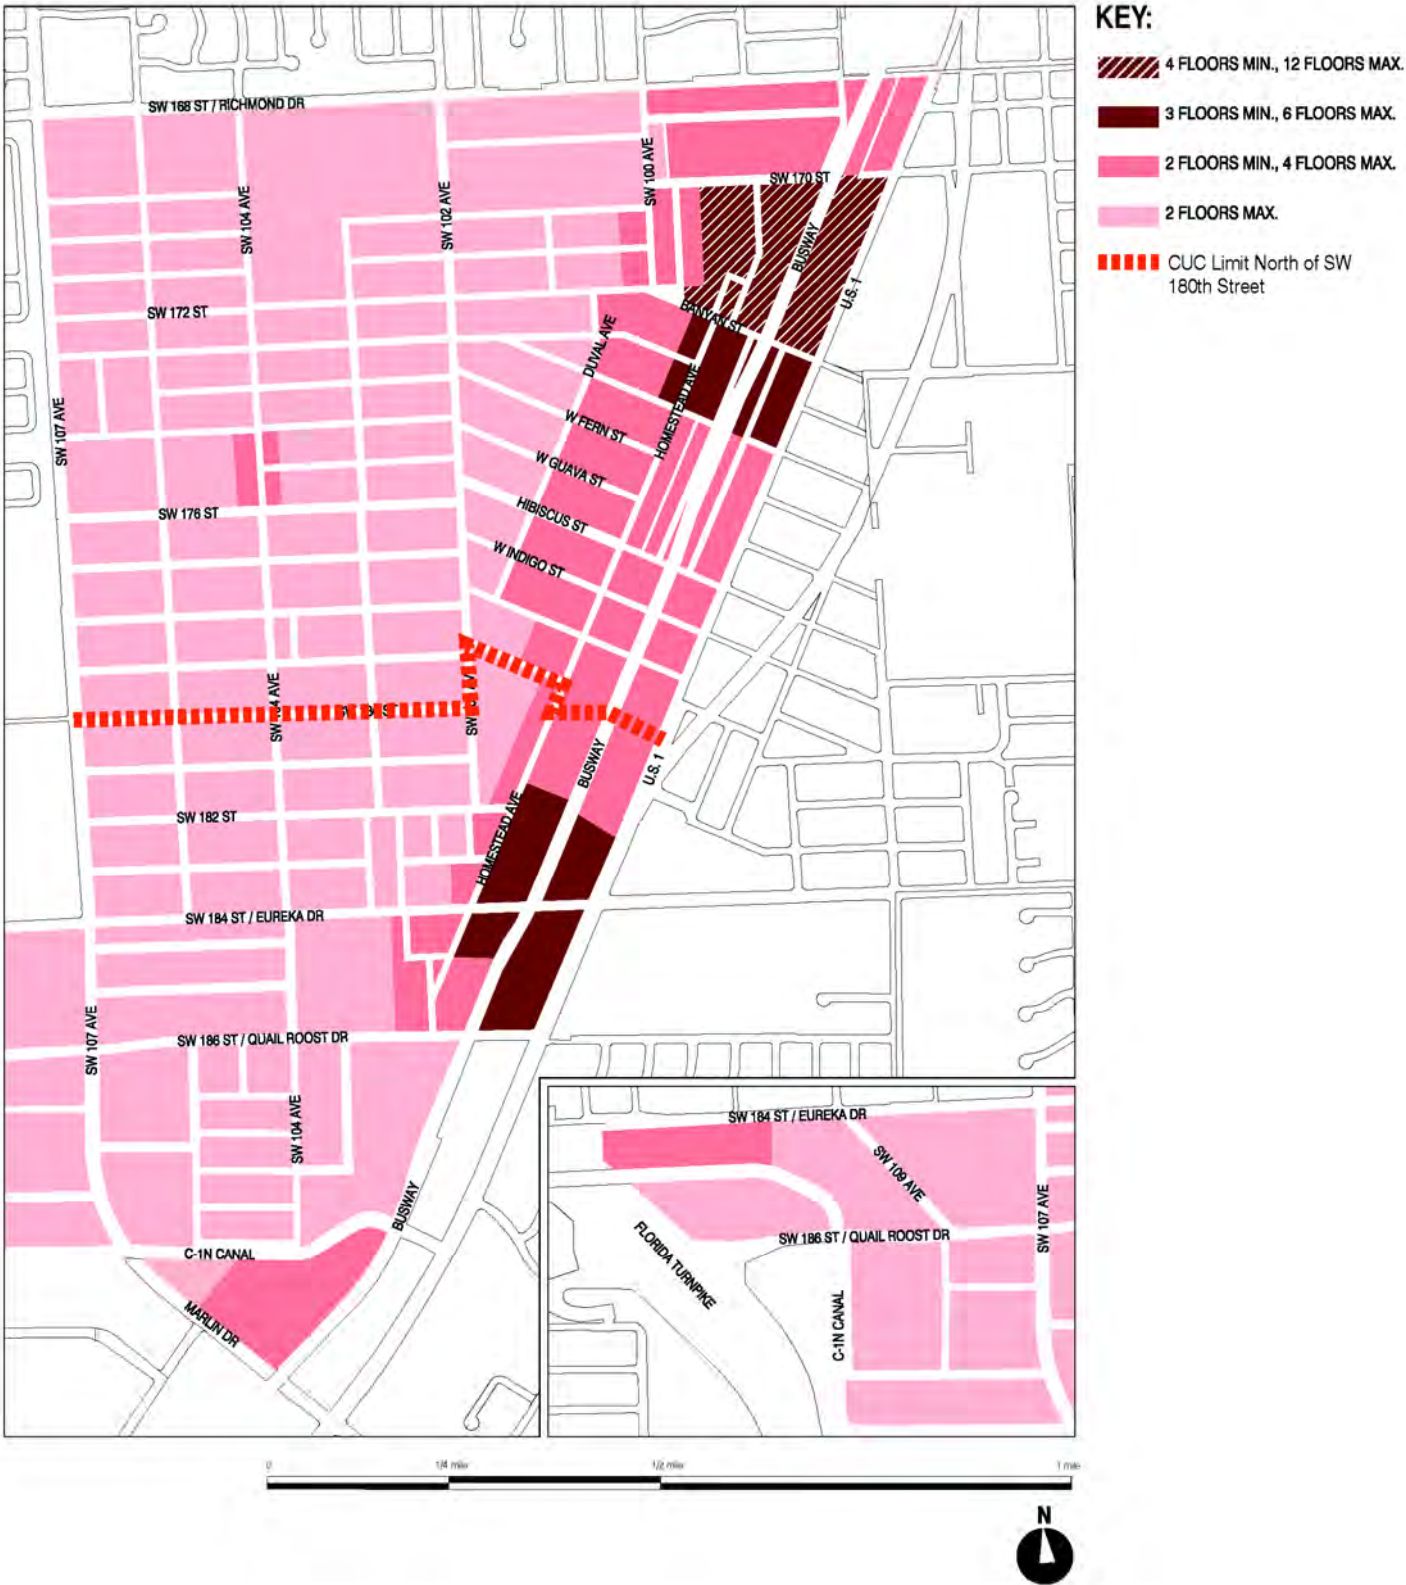 KEY:
4 FLOORS MIN., 12 FLOORS MAX.
3 FLOORS MIN., 6 FLOORS MAX.
2 FLOORS MIN., 4 FLOORS MAX.
2 FLOORS MAX.
CUC Limit North of SW
180th Street
SW 168 ST / RICHMOND DR
SW 100 AVE
SW 170 ST
SW 104 AVE
SW 102 AVE
BUSWAY
U.S. 1
SW 172 ST
BANYAN ST
DUVAL AVE
HOMESTEAD AVE
SW 107 AVE
W FERN ST
W GUAVA ST
SW 176 ST
HIBISCUS ST
W INDIGO ST
SW
AVE
SW
ST
SW
BUSWAY
U.S. 1
SW 182 ST
HOMESTEAD AVE
SW 184 ST / EUREKA DR
SW 107 AVE
SW 186 ST / QUAIL ROOST DR
SW 104 AVE
BUSWAY
C-1N CANAL
MARLIN DR
SW 184 ST / EUREKA DR
SW 109 AVE
SW 107 AVE
SW 186 ST / QUAIL ROOST DR
FLORIDA TURNPIKE
C-1N CANAL
0
1/4 mile
1/2 mile
1 mile
N